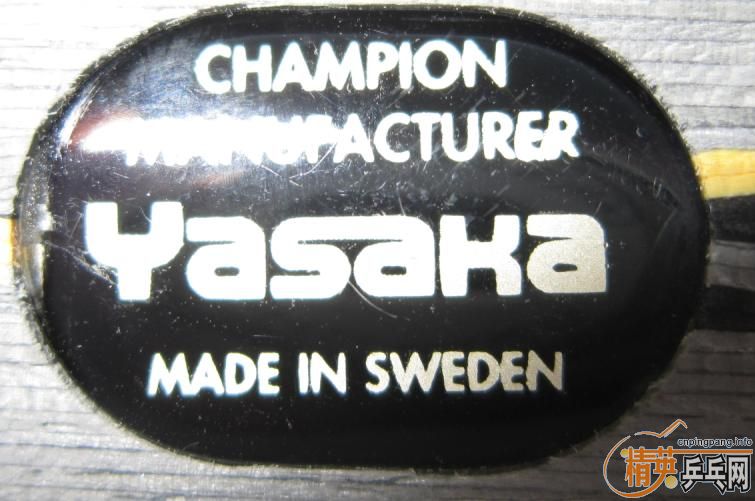 CHAMPION
MANUFACTURER
Yasaka
MADE IN SWEDEN
cnpingpang.info
精英乒乓网